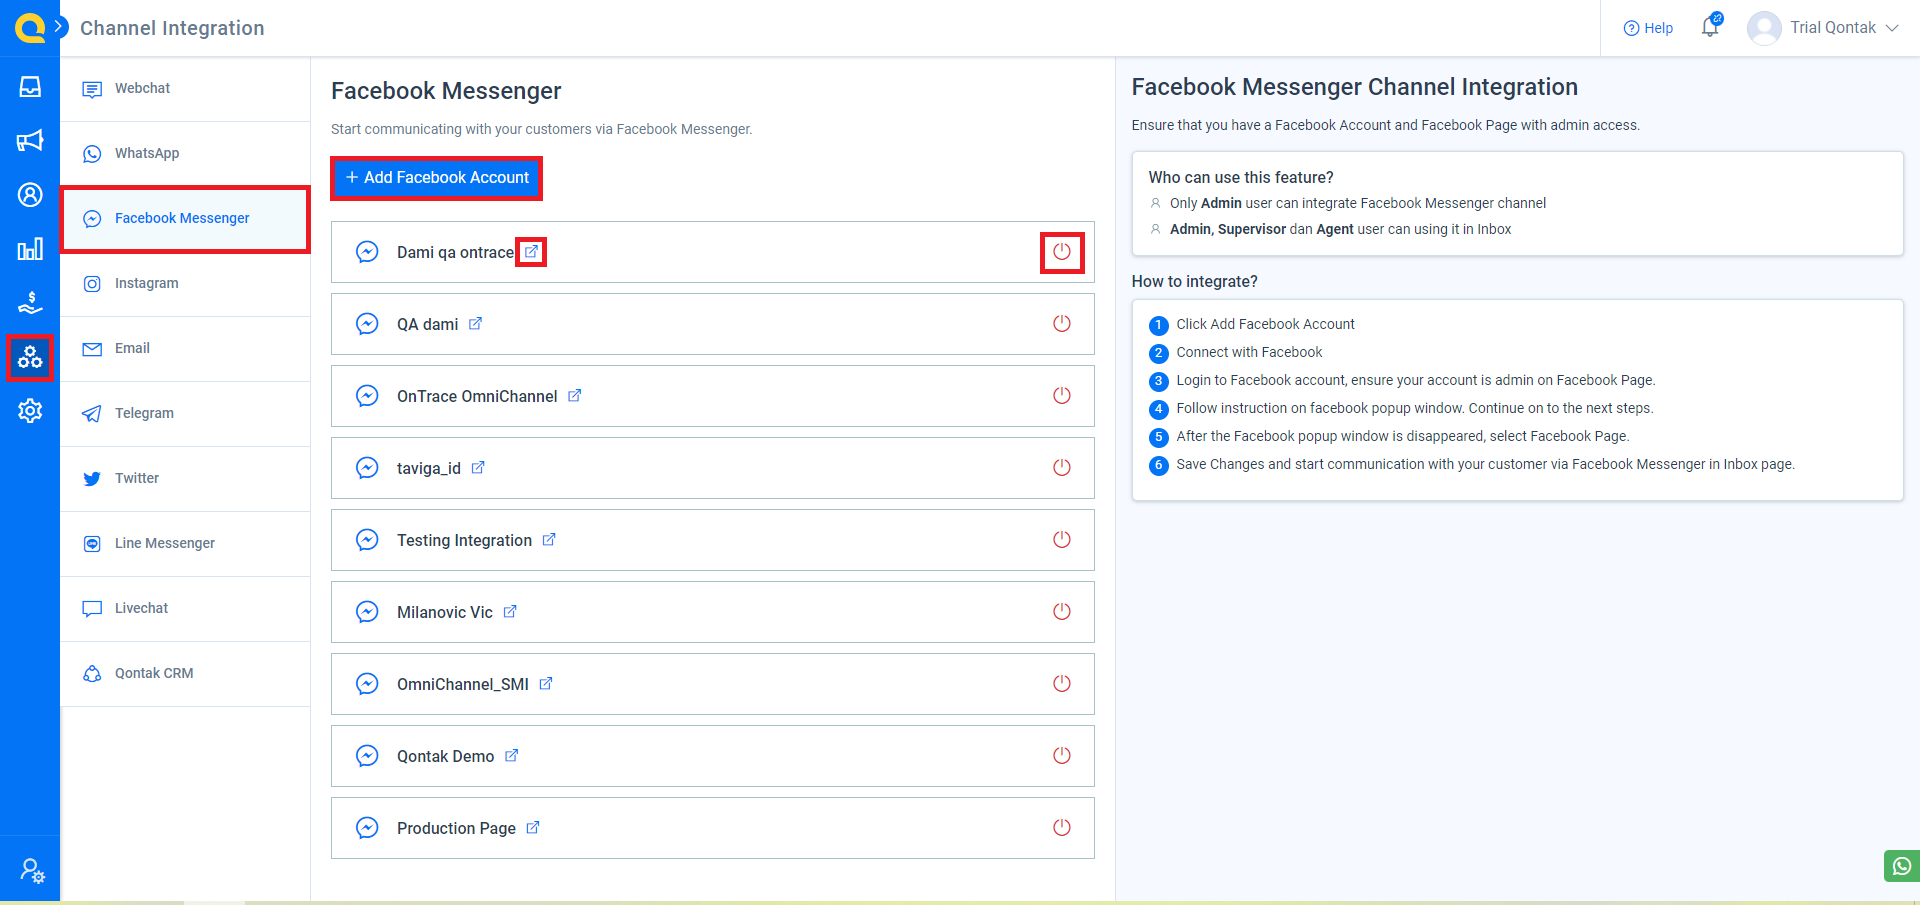 Channel Integration
Help
Trial Qontak
Webchat
WhatsApp
Facebook Messenger
Instagram
Email
Telegram
Twitter
Line Messenger
Livechat
Qontak CRM
Facebook Messenger
Start communicating with your customers via Facebook Messenger.
+ Add Facebook Account
Dami qa ontrace
QA dami
OnTrace OmniChannel
taviga_id
Testing Integration
Milanovic Vic
OmniChannel_SMI
Qontak Demo
Production Page
Facebook Messenger Channel Integration
Ensure that you have a Facebook Account and Facebook Page with admin access.
Who can use this feature?
Only Admin user can integrate Facebook Messenger channel
Admin, Supervisor dan Agent user can using it in Inbox
How to integrate?
1 Click Add Facebook Account
2 Connect with Facebook
3 Login to Facebook account, ensure your account is admin on Facebook Page.
4 Follow instruction on facebook popup window. Continue on to the next steps.
5 After the Facebook popup window is disappeared, select Facebook Page.
6 Save Changes and start communication with your customer via Facebook Messenger in Inbox page.